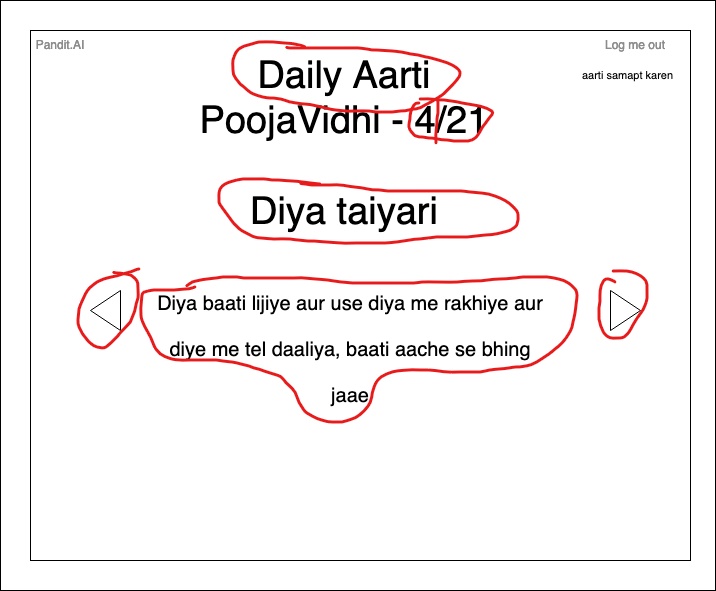 Pandit.AI
Log me out
Daily Aarti
aarti samapt karen
PoojaVidhi - 4/21
Diya taiyari
Diya baati lijiye aur use diya me rakhiye aur
diye me tel daaliya, baati aache se bhing
jaae